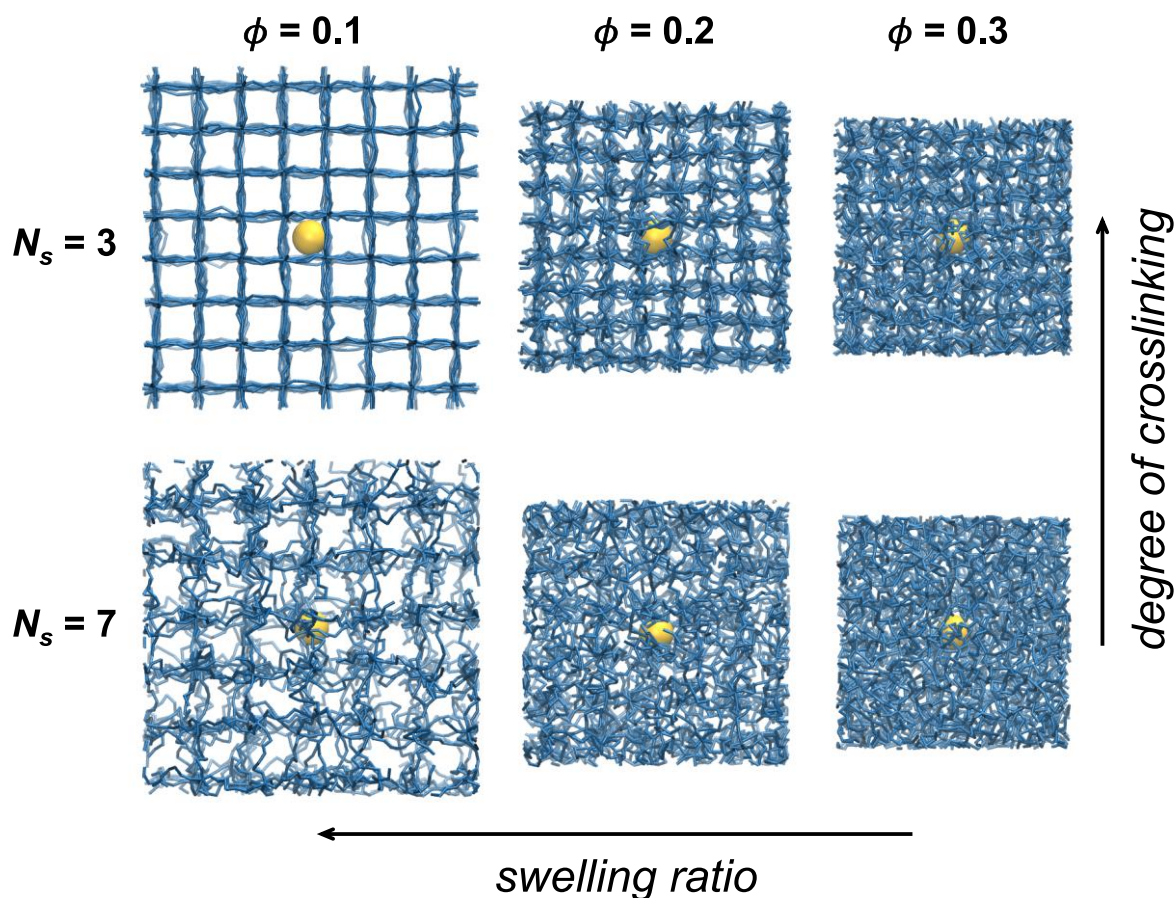 ϕ = 0.1
ϕ = 0.2
ϕ = 0.3
Nₛ = 3
degree of crosslinking
Nₛ = 7
swelling ratio